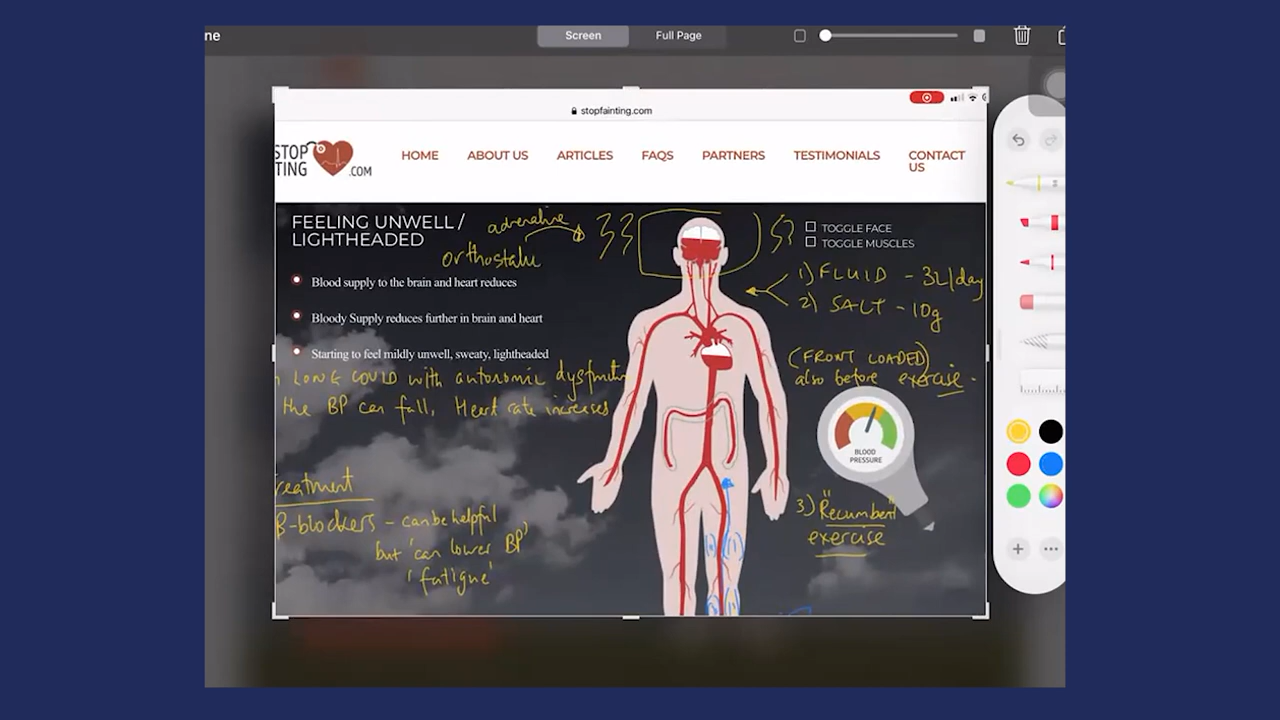 ne
Screen
Full Page
stopfainting.com
STOP
TING
.COM
HOME
ABOUT US
ARTICLES
FAQS
PARTNERS
TESTIMONIALS
CONTACT
US
FEELING UNWELL /
LIGHTHEADED
adrenaline
orthostatic
Blood supply to the brain and heart reduces
Bloody Supply reduces further in brain and heart
Starting to feel mildly unwell, sweaty, lightheaded
LONG COVID with autonomic dysfunction
the BP can fall, Heart rate increases
TOGGLE FACE
TOGGLE MUSCLES
1) FLUID - 3L/day
2) SALT - 10g
(FRONT LOADED)
also before exercise.
BLOOD
PRESSURE
3) "Recumbent"
exercise
reatment
B-blockers - can be helpful
but 'can lower BP'
'fatigue'